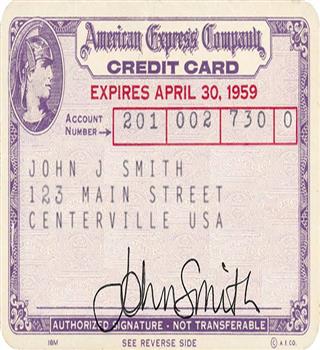 American Express Company
CREDIT CARD
EXPIRES APRIL 30, 1959
ACCOUNT NUMBER → 201 002 730 0
JOHN J SMITH
123 MAIN STREET
CENTERVILLE USA
John Smith
AUTHORIZED SIGNATURE - NOT TRANSFERABLE
IBM SEE REVERSE SIDE © A.E.CO.